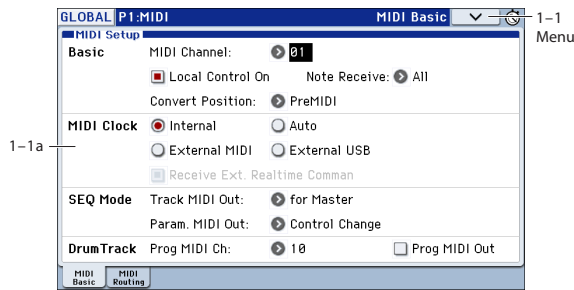 GLOBAL P1:MIDI MIDI Basic
1–1
Menu
MIDI Setup
Basic MIDI Channel: 01
Local Control On Note Receive: All
Convert Position: PreMIDI
MIDI Clock Internal Auto
1–1a
External MIDI External USB
Receive Ext. Realtime Comman
SEQ Mode Track MIDI Out: for Master
Param. MIDI Out: Control Change
DrumTrack Prog MIDI Ch: 10 Prog MIDI Out
MIDI Basic
MIDI Routing